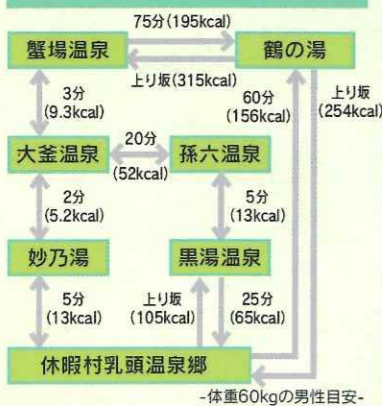 75分(195kcal)
蟹場温泉
鶴の湯
上り坂(315kcal)
3分
(9.3kcal)
60分
(156kcal)
上り坂
(254kcal)
大釜温泉
20分
(52kcal)
孫六温泉
2分
(5.2kcal)
5分
(13kcal)
妙乃湯
黒湯温泉
5分
(13kcal)
上り坂
(105kcal)
25分
(65kcal)
休暇村乳頭温泉郷
-体重60kgの男性目安-